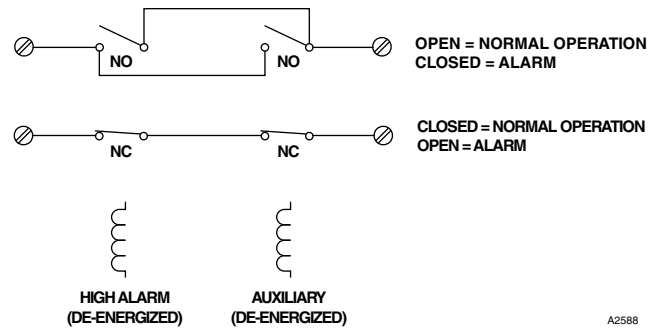 NO
NO
OPEN = NORMAL OPERATION
CLOSED = ALARM
NC
NC
CLOSED = NORMAL OPERATION
OPEN = ALARM
HIGH ALARM
(DE-ENERGIZED)
AUXILIARY
(DE-ENERGIZED)
A2588